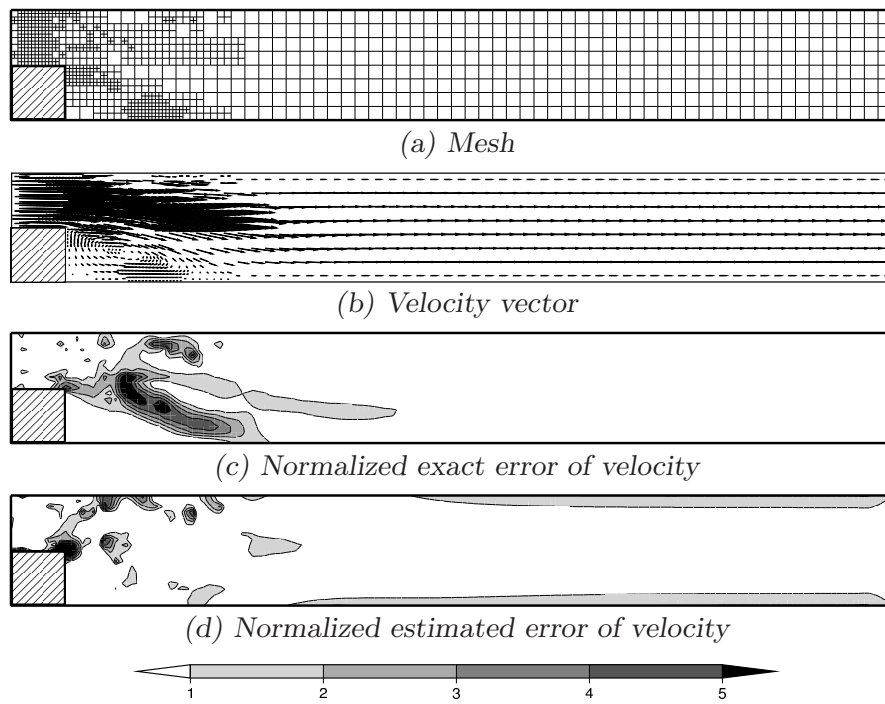 (a) Mesh
(b) Velocity vector
(c) Normalized exact error of velocity
(d) Normalized estimated error of velocity
1 2 3 4 5